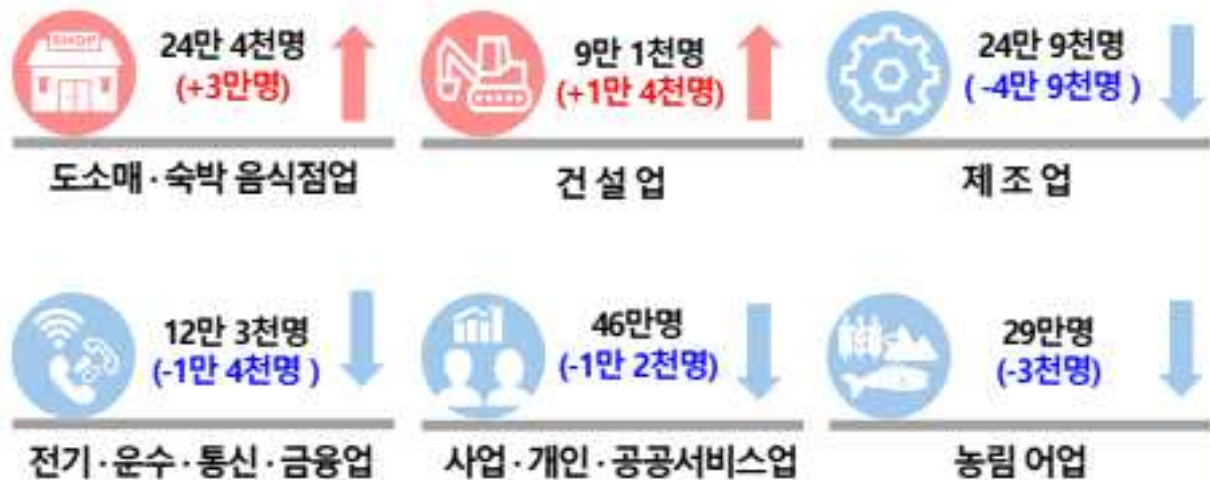 SHOP
24만 4천명
(+3만명)
도소매 · 숙박 음식점업
9만 1천명
(+1만 4천명)
건 설 업
24만 9천명
( -4만 9천명 )
제 조 업
12만 3천명
(-1만 4천명 )
전기 · 운수 · 통신 · 금융업
46만명
(-1만 2천명)
사업 · 개인 · 공공서비스업
29만명
(-3천명)
농림 어업